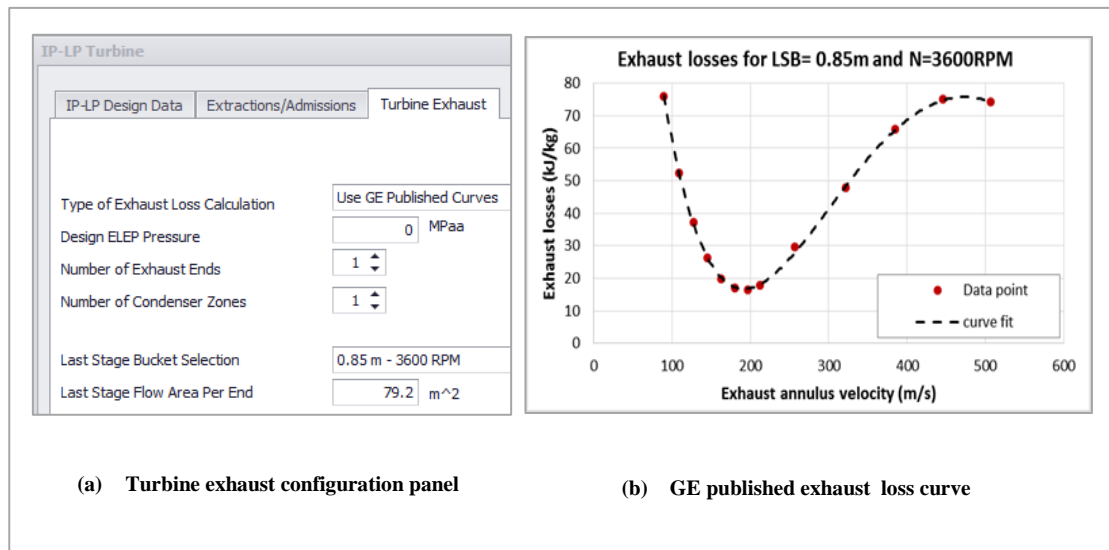 IP-LP Turbine
IP-LP Design Data
Extractions/Admissions
Turbine Exhaust
Type of Exhaust Loss Calculation
Use GE Published Curves
Design ELEP Pressure
0 MPaa
Number of Exhaust Ends
1
Number of Condenser Zones
1
Last Stage Bucket Selection
0.85 m - 3600 RPM
Last Stage Flow Area Per End
79.2 m^2
Exhaust losses for LSB= 0.85m and N=3600RPM
Exhaust losses (kJ/kg)
80
70
60
50
40
30
20
10
0
Data point
curve fit
0 100 200 300 400 500 600
Exhaust annulus velocity (m/s)
(a) Turbine exhaust configuration panel
(b) GE published exhaust loss curve